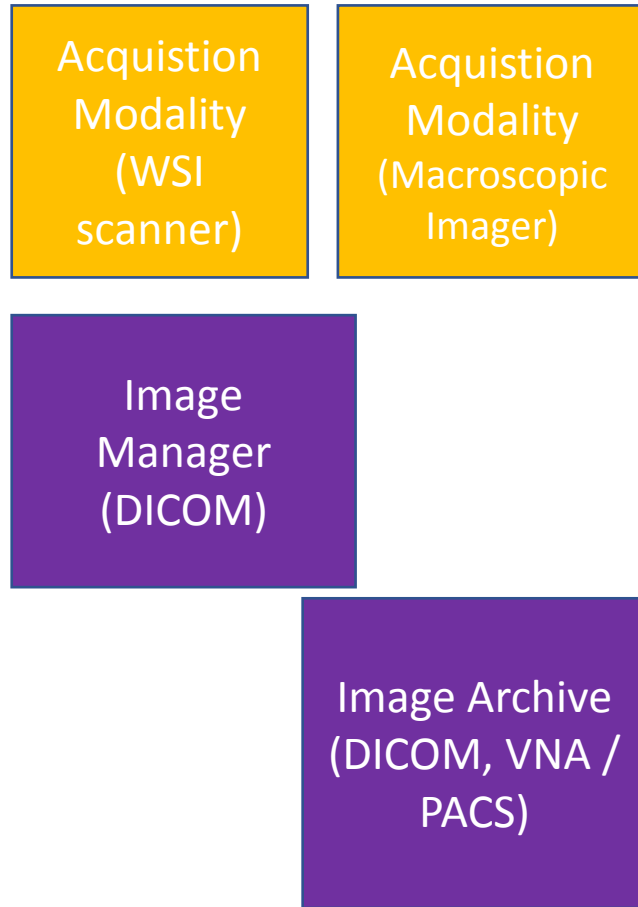 Acquistion
Modality
(WSI
scanner)
Acquistion
Modality
(Macroscopic
Imager)
Image
Manager
(DICOM)
Image Archive
(DICOM, VNA /
PACS)